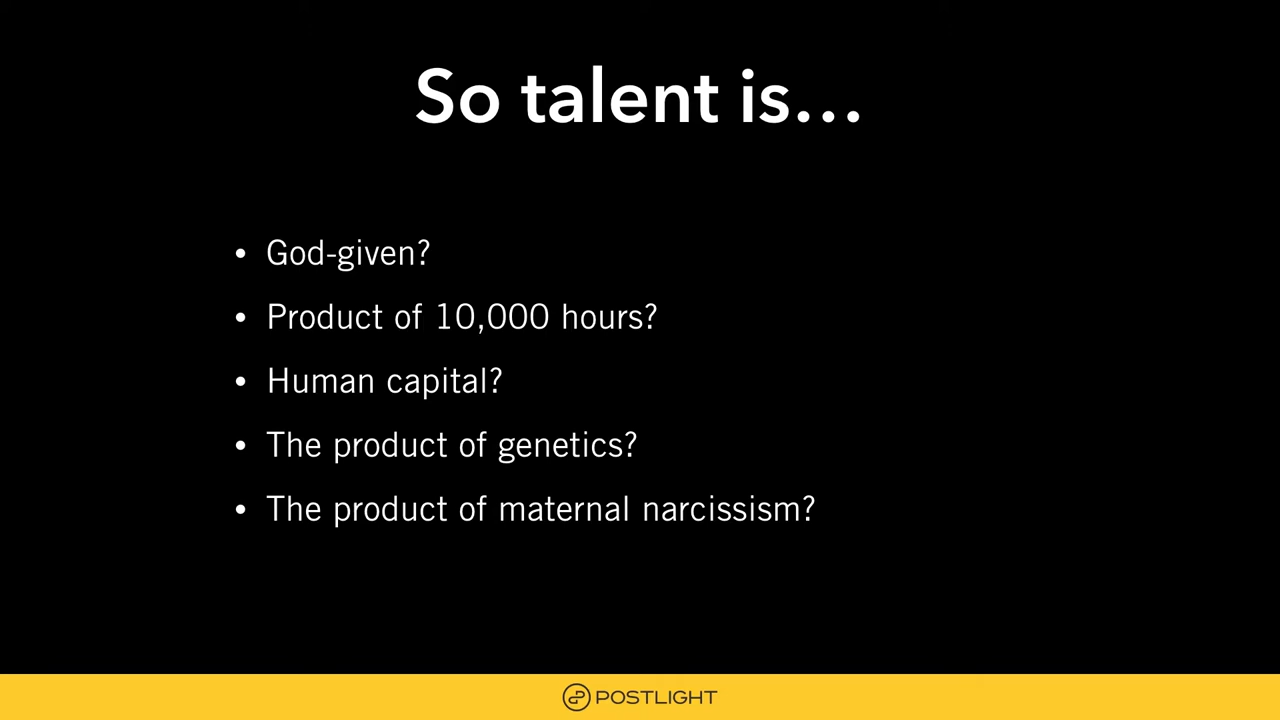 So talent is...
• God-given?
• Product of 10,000 hours?
• Human capital?
• The product of genetics?
• The product of maternal narcissism?
POSTLIGHT